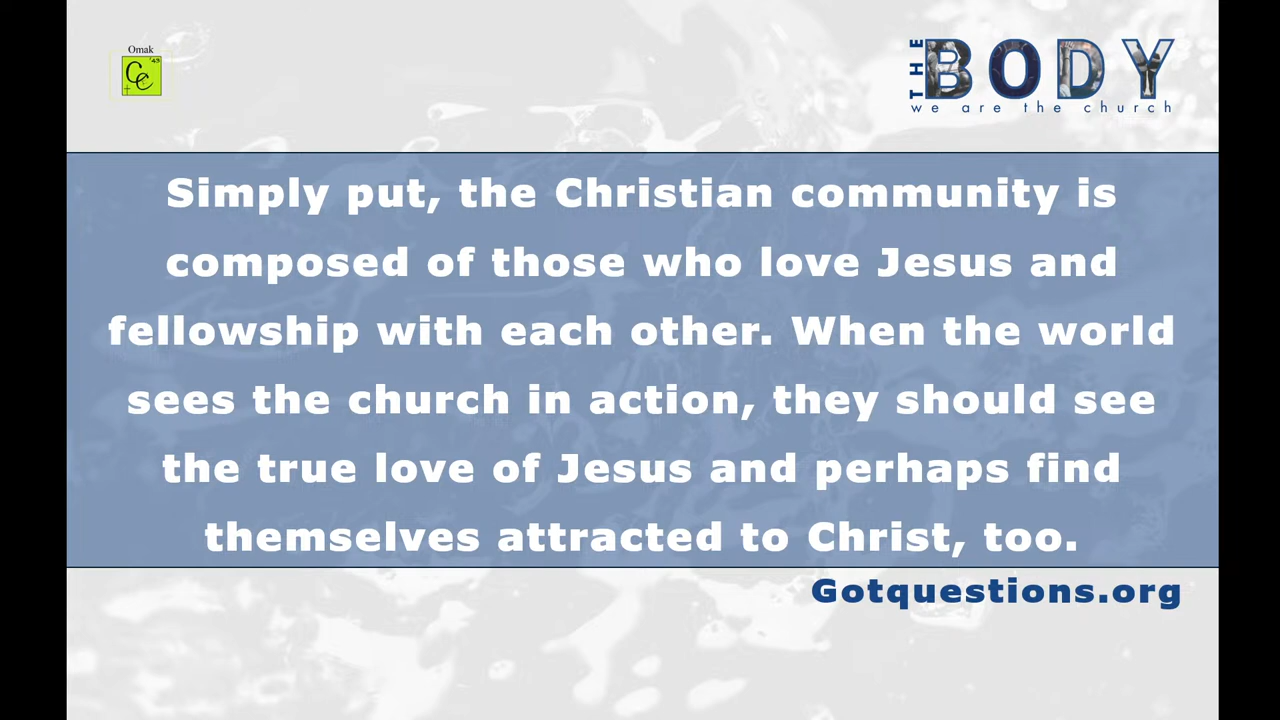 Omak
CC '45
THE BODY
we are the church
Simply put, the Christian community is
composed of those who love Jesus and
fellowship with each other. When the world
sees the church in action, they should see
the true love of Jesus and perhaps find
themselves attracted to Christ, too.
Gotquestions.org